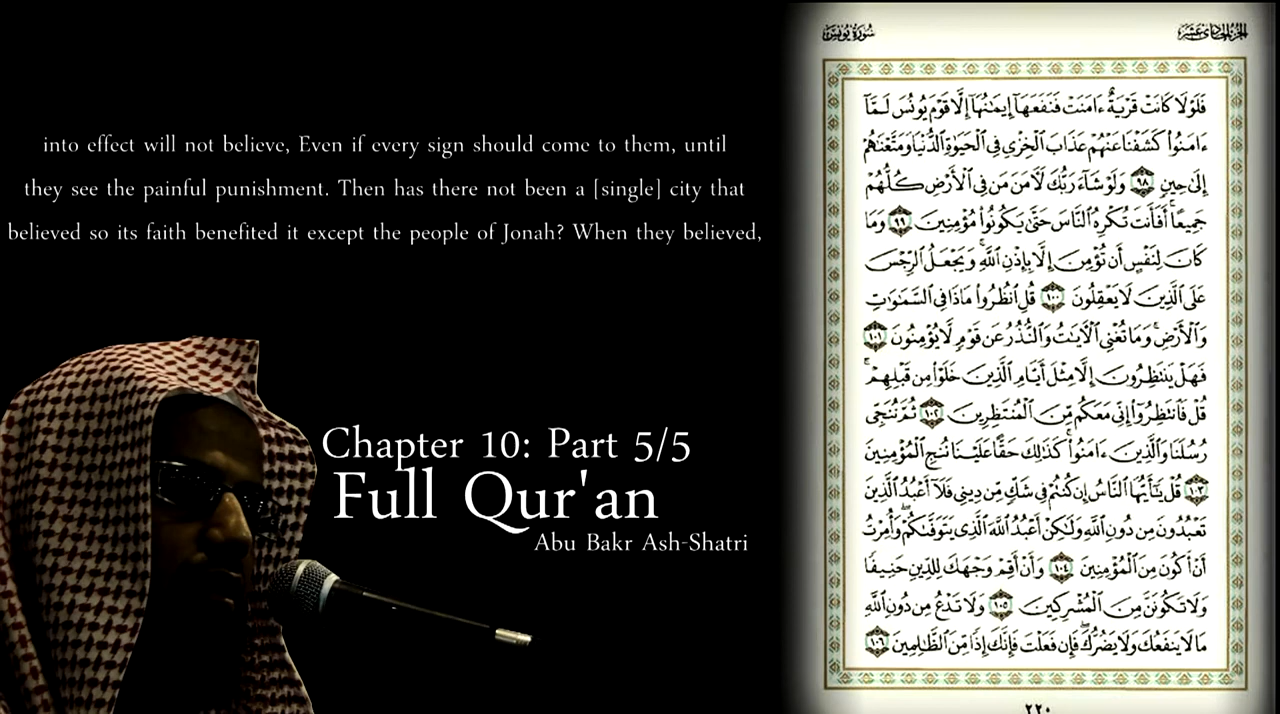 into effect will not believe, Even if every sign should come to them, until
they see the painful punishment. Then has there not been a [single] city that
believed so its faith benefited it except the people of Jonah? When they believed,
Chapter 10: Part 5/5
Full Qur'an
Abu Bakr Ash-Shatri
سُورَةُ يُونُسَ
الجُزْءُ الحَادِي عَشَرَ
فَلَوْلَا كَانَتْ قَرْيَةٌ ءَامَنَتْ فَنَفَعَهَآ إِيمَٰنُهَآ إِلَّا قَوْمَ يُونُسَ لَمَّآ
ءَامَنُوا۟ كَشَفْنَا عَنْهُمْ عَذَابَ ٱلْخِزْىِ فِى ٱلْحَيَوٰةِ ٱلدُّنْيَا وَمَتَّعْنَٰهُمْ
إِلَىٰ حِينٍ ٩٨ وَلَوْ شَآءَ رَبُّكَ لَءَامَنَ مَن فِى ٱلْأَرْضِ كُلُّهُمْ
جَمِيعًا ۚ أَفَأَنتَ تُكْرِهُ ٱلنَّاسَ حَتَّىٰ يَكُونُوا۟ مُؤْمِنِينَ ٩٩ وَمَا
كَانَ لِنَفْسٍ أَن تُؤْمِنَ إِلَّا بِإِذْنِ ٱللَّهِ ۚ وَيَجْعَلُ ٱلرِّجْسَ
عَلَى ٱلَّذِينَ لَا يَعْقِلُونَ ١٠٠ قُلِ ٱنظُرُوا۟ مَاذَا فِى ٱلسَّمَٰوَٰتِ
وَٱلْأَرْضِ ۚ وَمَا تُغْنِى ٱلْءَايَٰتُ وَٱلنُّذُرُ عَن قَوْمٍ لَّا يُؤْمِنُونَ ١٠١
فَهَلْ يَنتَظِرُونَ إِلَّا مِثْلَ أَيَّامِ ٱلَّذِينَ خَلَوْا۟ مِن قَبْلِهِمْ ۚ
قُلْ فَٱنتَظِرُوٓا۟ إِنِّى مَعَكُم مِّنَ ٱلْمُنتَظِرِينَ ١٠٢ ثُمَّ نُنَجِّى
رُسُلَنَا وَٱلَّذِينَ ءَامَنُوا۟ ۚ كَذَٰلِكَ حَقًّا عَلَيْنَا نُنجِ ٱلْمُؤْمِنِينَ
١٠٣ قُلْ يَٰٓأَيُّهَا ٱلنَّاسُ إِن كُنتُمْ فِى شَكٍّ مِّن دِينِى فَلَآ أَعْبُدُ ٱلَّذِينَ
تَعْبُدُونَ مِن دُونِ ٱللَّهِ وَلَٰكِنْ أَعْبُدُ ٱللَّهَ ٱلَّذِى يَتَوَفَّىٰكُمْ ۖ وَأُمِرْتُ
أَنْ أَكُونَ مِنَ ٱلْمُؤْمِنِينَ ١٠٤ وَأَنْ أَقِمْ وَجْهَكَ لِلدِّينِ حَنِيفًا
وَلَا تَكُونَنَّ مِنَ ٱلْمُشْرِكِينَ ١٠٥ وَلَا تَدْعُ مِن دُونِ ٱللَّهِ
مَا لَا يَنفَعُكَ وَلَا يَضُرُّكَ ۖ فَإِن فَعَلْتَ فَإِنَّكَ إِذًا مِّنَ ٱلظَّٰلِمِينَ ١٠٦
٢٢٠